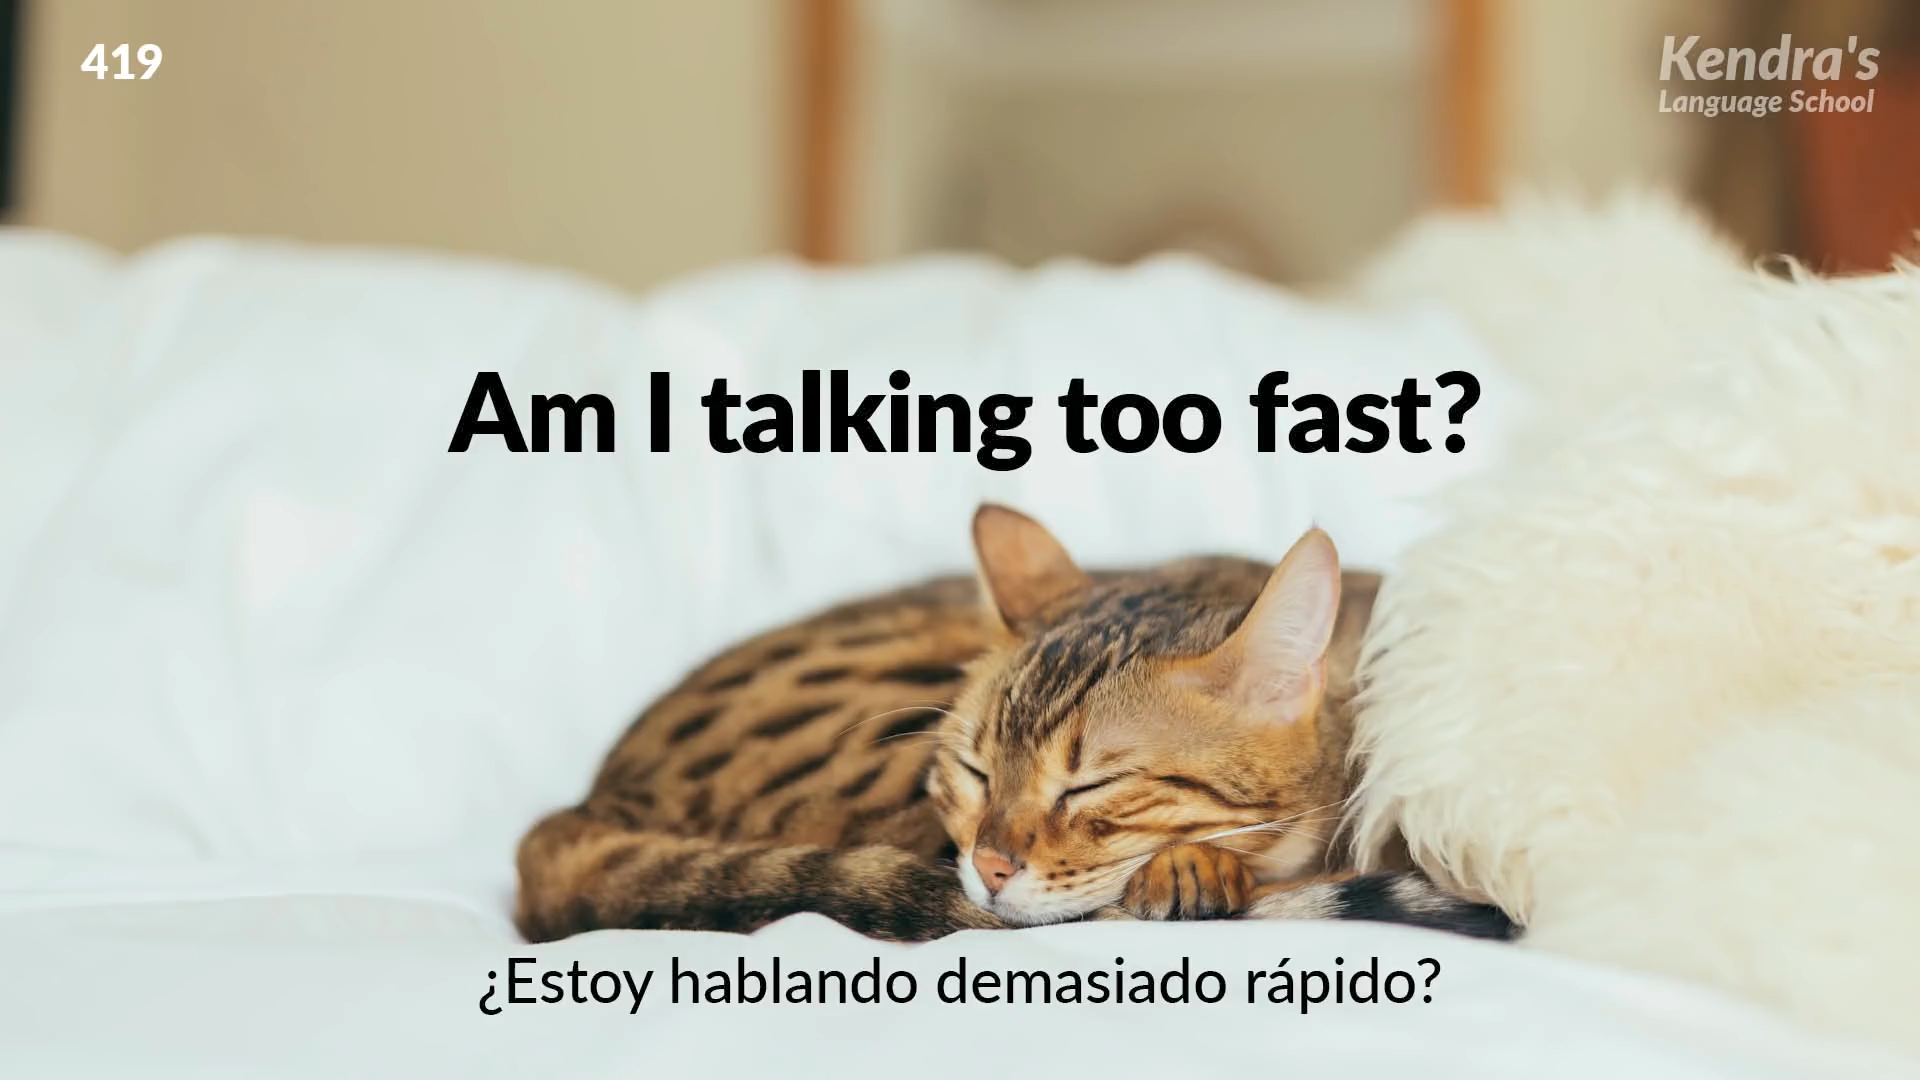 419
Kendra's
Language School
Am I talking too fast?
¿Estoy hablando demasiado rápido?